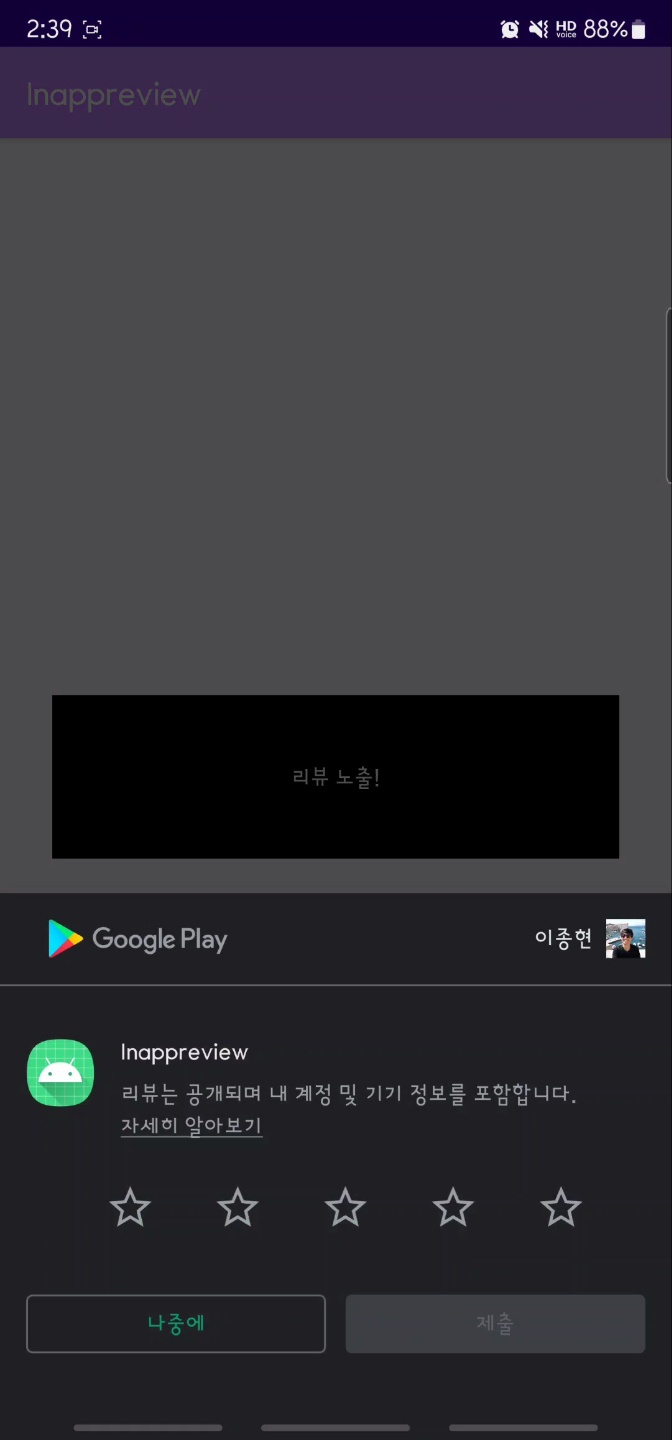 2:39 HD voice 88%
Inappreview
리뷰 노출!
Google Play 이종현
Inappreview
리뷰는 공개되며 내 계정 및 기기 정보를 포함합니다.
자세히 알아보기
나중에 제출